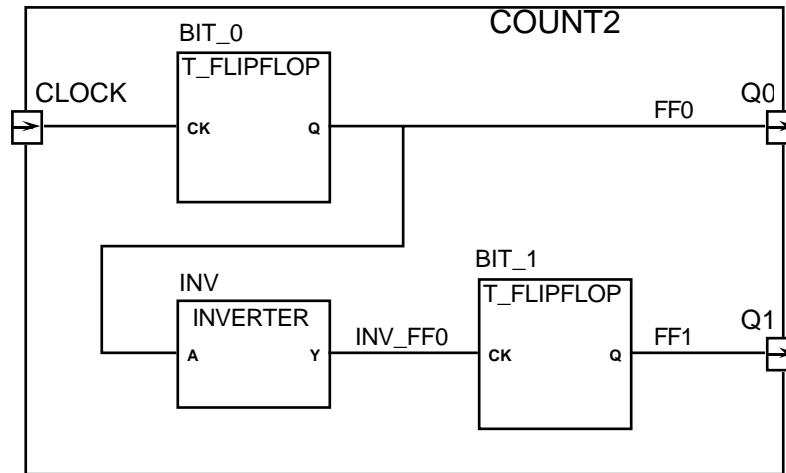 COUNT2
BIT_0
T_FLIPFLOP
CLOCK
CK
Q
FF0
Q0
BIT_1
INV
T_FLIPFLOP
INVERTER
A
Y
INV_FF0
CK
Q
FF1
Q1